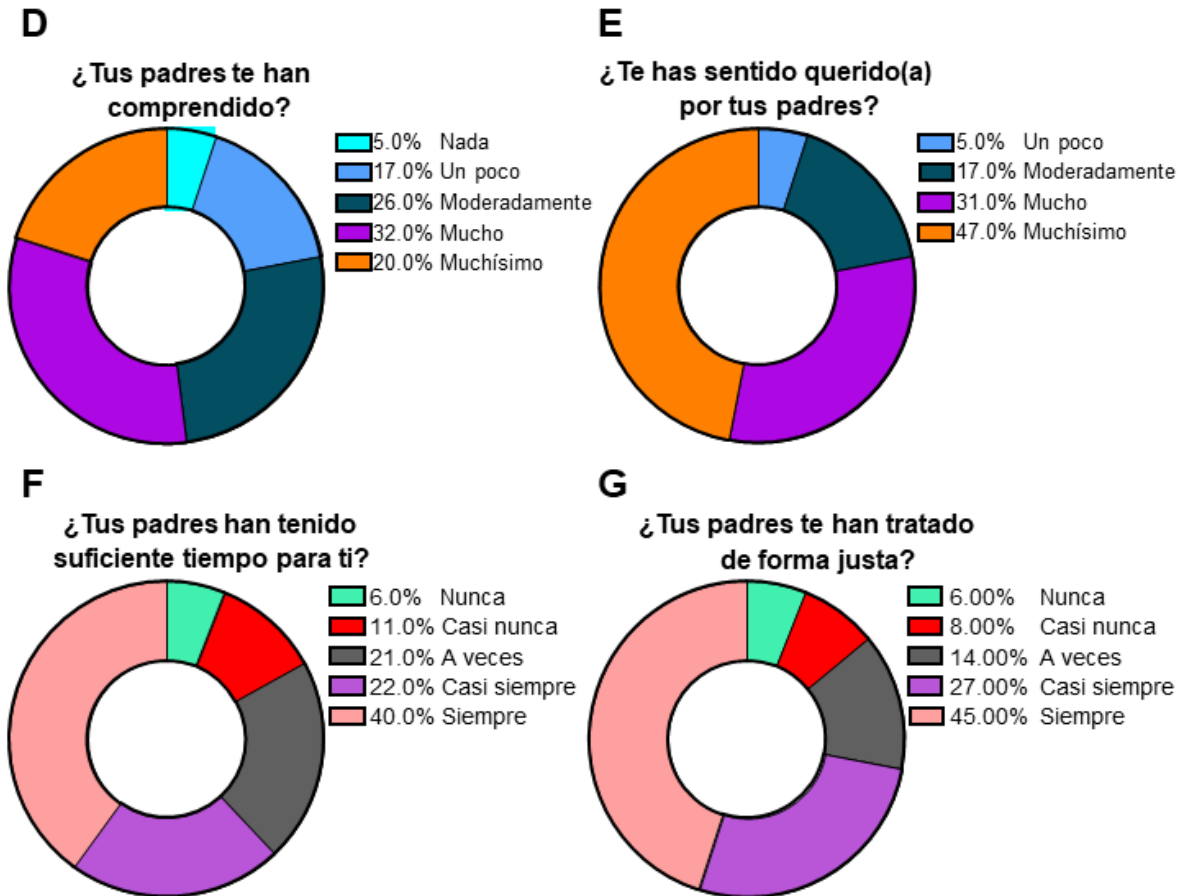 D
¿Tus padres te han
comprendido?
5.0% Nada
17.0% Un poco
26.0% Moderadamente
32.0% Mucho
20.0% Muchísimo
E
¿Te has sentido querido(a)
por tus padres?
5.0% Un poco
17.0% Moderadamente
31.0% Mucho
47.0% Muchísimo
F
¿Tus padres han tenido
suficiente tiempo para ti?
6.0% Nunca
11.0% Casi nunca
21.0% A veces
22.0% Casi siempre
40.0% Siempre
G
¿Tus padres te han tratado
de forma justa?
6.00% Nunca
8.00% Casi nunca
14.00% A veces
27.00% Casi siempre
45.00% Siempre